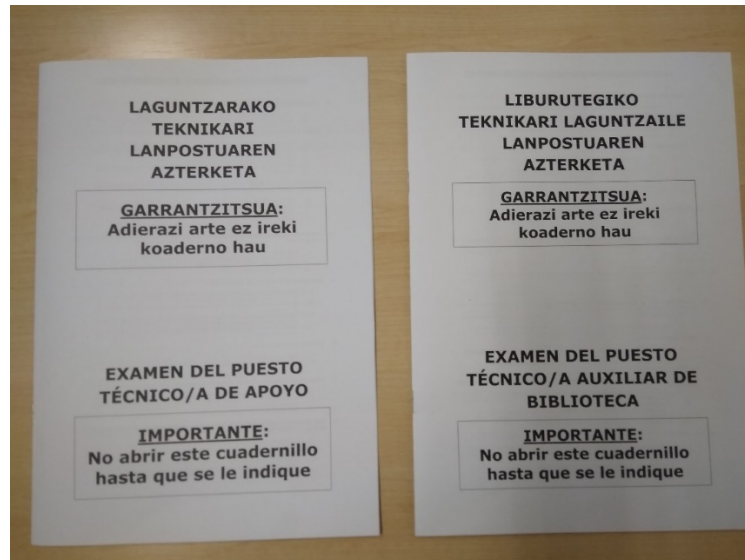 LAGUNTZARAKO
TEKNIKARI
LANPOSTUAREN
AZTERKETA
GARRANTZITSUA:
Adierazi arte ez ireki
koaderno hau
EXAMEN DEL PUESTO
TÉCNICO/A DE APOYO
IMPORTANTE:
No abrir este cuadernillo
hasta que se le indique
LIBURUTEGIKO
TEKNIKARI LAGUNTZAILE
LANPOSTUAREN
AZTERKETA
GARRANTZITSUA:
Adierazi arte ez ireki
koaderno hau
EXAMEN DEL PUESTO
TÉCNICO/A AUXILIAR DE
BIBLIOTECA
IMPORTANTE:
No abrir este cuadernillo
hasta que se le indique